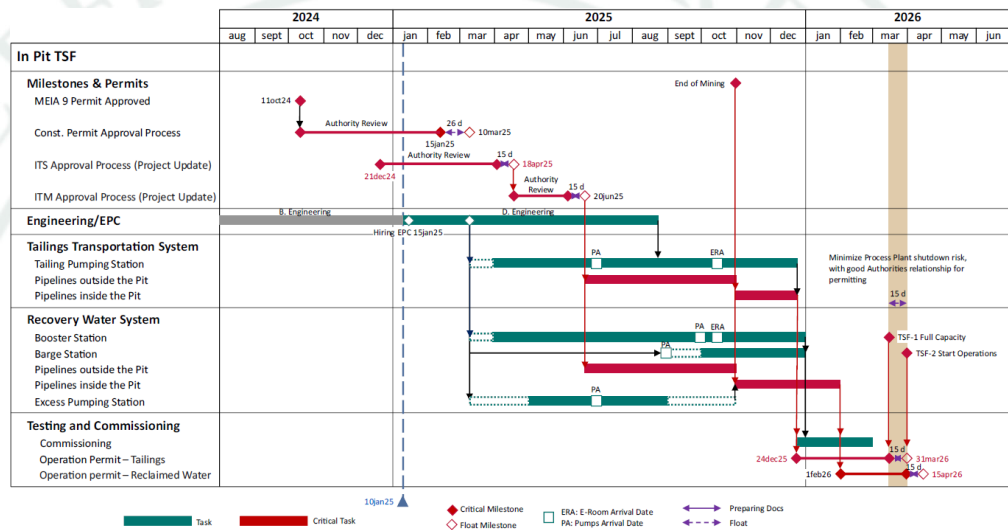 2024 2025 2026
aug sept oct nov dec jan feb mar apr may jun jul aug sept oct nov dec jan feb mar apr may jun
In Pit TSF
Milestones & Permits
End of Mining
MEIA 9 Permit Approved
11oct24
Const. Permit Approval Process
Authority Review
26 d
10mar25
15jan25
ITS Approval Process (Project Update)
Authority Review
15 d
18apr25
21dec24
ITM Approval Process (Project Update)
Authority
Review
15 d
20jun25
Engineering/EPC
B. Engineering
D. Engineering
Hiring EPC 15jan25
Tailings Transportation System
Tailing Pumping Station
PA
ERA
Pipelines outside the Pit
Pipelines inside the Pit
Minimize Process Plant shutdown risk,
with good Authorities relationship for
permitting
15 d
Recovery Water System
Booster Station
PA
ERA
TSF-1 Full Capacity
Barge Station
PA
TSF-2 Start Operations
Pipelines outside the Pit
Pipelines inside the Pit
Excess Pumping Station
PA
Testing and Commissioning
Commissioning
Operation Permit – Tailings
24dec25
15 d
31mar26
Operation permit – Reclaimed Water
1feb26
15 d
15apr26
10jan25
Task
Critical Task
Critical Milestone
Float Milestone
ERA: E-Room Arrival Date
PA: Pumps Arrival Date
Preparing Docs
Float